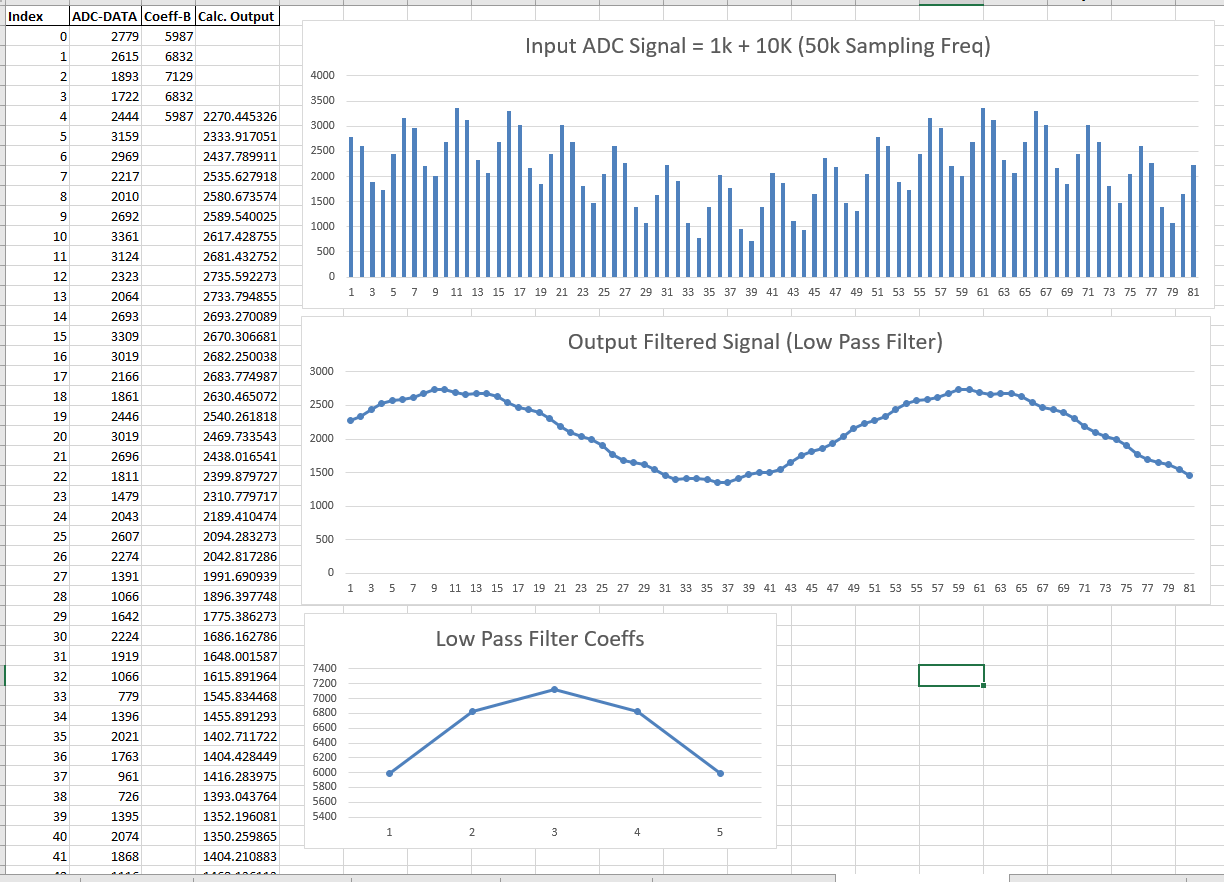 Index ADC-DATA Coeff-B Calc. Output
0 2779 5987
1 2615 6832
2 1893 7129
3 1722 6832
4 2444 5987 2270.445326
5 3159 2333.917051
6 2969 2437.789911
7 2217 2535.627918
8 2010 2580.673574
9 2692 2589.540025
10 3361 2617.428755
11 3124 2681.432752
12 2323 2735.592273
13 2064 2733.794855
14 2693 2693.270089
15 3309 2670.306681
16 3019 2682.250038
17 2166 2683.774987
18 1861 2630.465072
19 2446 2540.261818
20 3019 2469.733543
21 2696 2438.016541
22 1811 2399.879727
23 1479 2310.779717
24 2043 2189.410474
25 2607 2094.283273
26 2274 2042.817286
27 1391 1991.690939
28 1066 1896.397748
29 1642 1775.386273
30 2224 1686.162786
31 1919 1648.001587
32 1066 1615.891964
33 779 1545.834468
34 1396 1455.891293
35 2021 1402.711722
36 1763 1404.428449
37 961 1416.283975
38 726 1393.043764
39 1395 1352.196081
40 2074 1350.259865
41 1868 1404.210883
Input ADC Signal = 1k + 10K (50k Sampling Freq)
4000
3500
3000
2500
2000
1500
1000
500
0
1 3 5 7 9 11 13 15 17 19 21 23 25 27 29 31 33 35 37 39 41 43 45 47 49 51 53 55 57 59 61 63 65 67 69 71 73 75 77 79 81
Output Filtered Signal (Low Pass Filter)
3000
2500
2000
1500
1000
500
0
1 3 5 7 9 11 13 15 17 19 21 23 25 27 29 31 33 35 37 39 41 43 45 47 49 51 53 55 57 59 61 63 65 67 69 71 73 75 77 79 81
Low Pass Filter Coeffs
7400
7200
7000
6800
6600
6400
6200
6000
5800
5600
5400
1 2 3 4 5